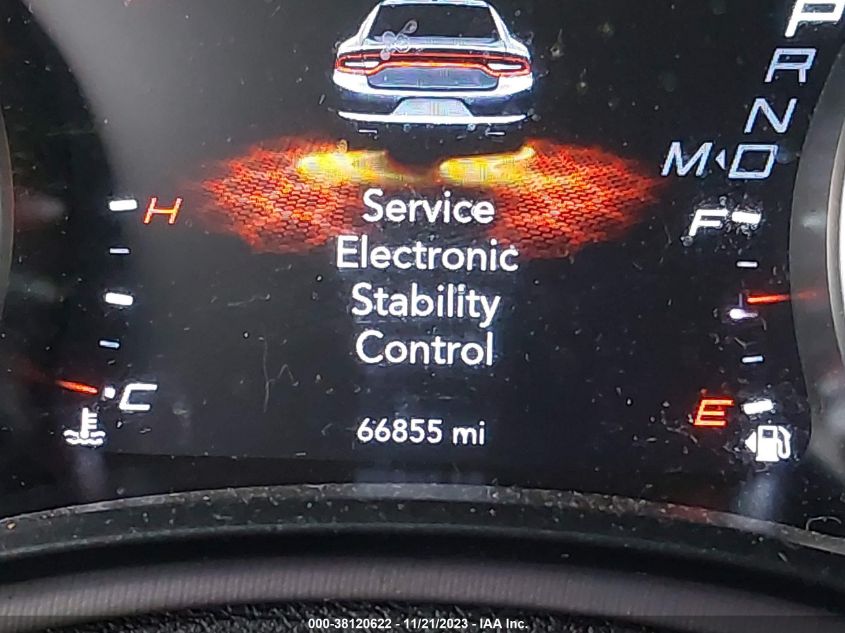 P
R
N
M D
H
F
Service
Electronic
Stability
Control
C
E
66855 mi
000-38120622 - 11/21/2023 - IAA Inc.